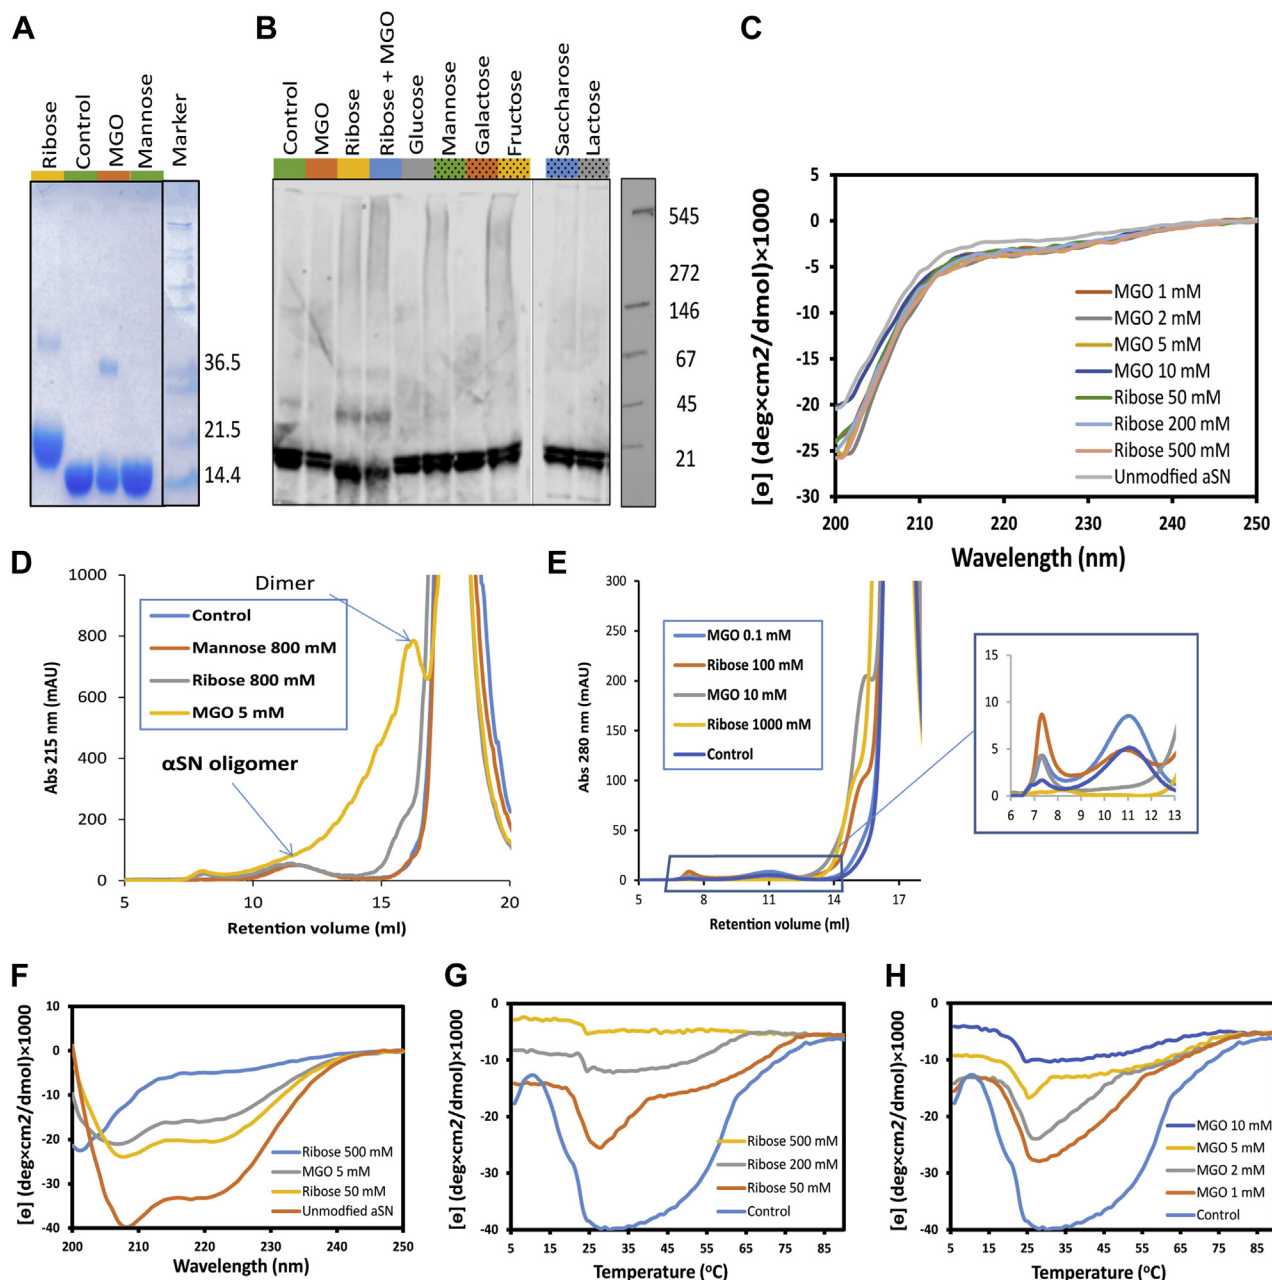 A
Ribose
Control
MGO
Mannose
Marker
36.5
21.5
14.4
B
Control
MGO
Ribose
Ribose + MGO
Glucose
Mannose
Galactose
Fructose
Saccharose
Lactose
545
272
146
67
45
21
C
[ɵ] (deg×cm2/dmol)×1000
5
0
-5
-10
-15
-20
-25
-30
200
210
220
230
240
250
Wavelength (nm)
MGO 1 mM
MGO 2 mM
MGO 5 mM
MGO 10 mM
Ribose 50 mM
Ribose 200 mM
Ribose 500 mM
Unmodfied aSN
D
Abs 215 nm (mAU)
1000
800
600
400
200
0
5
10
15
20
Retention volume (ml)
Dimer
Control
Mannose 800 mM
Ribose 800 mM
MGO 5 mM
αSN oligomer
E
Abs 280 nm (mAU)
300
250
200
150
100
50
0
5
8
11
14
17
Retention volume (ml)
MGO 0.1 mM
Ribose 100 mM
MGO 10 mM
Ribose 1000 mM
Control
15
10
5
0
6
7
8
9
10
11
12
13
F
[ɵ] (deg×cm2/dmol)×1000
10
0
-10
-20
-30
-40
200
210
220
230
240
250
Wavelength (nm)
Ribose 500 mM
MGO 5 mM
Ribose 50 mM
Unmodfied aSN
G
[ɵ] (deg×cm2/dmol)×1000
0
-10
-20
-30
-40
5
25
45
65
85
Temperature (ºC)
Ribose 500 mM
Ribose 200 mM
Ribose 50 mM
Control
H
[ɵ] (deg×cm2/dmol)×1000
0
-10
-20
-30
-40
5
25
45
65
85
Temperature (ºC)
MGO 10 mM
MGO 5 mM
MGO 2 mM
MGO 1 mM
Control